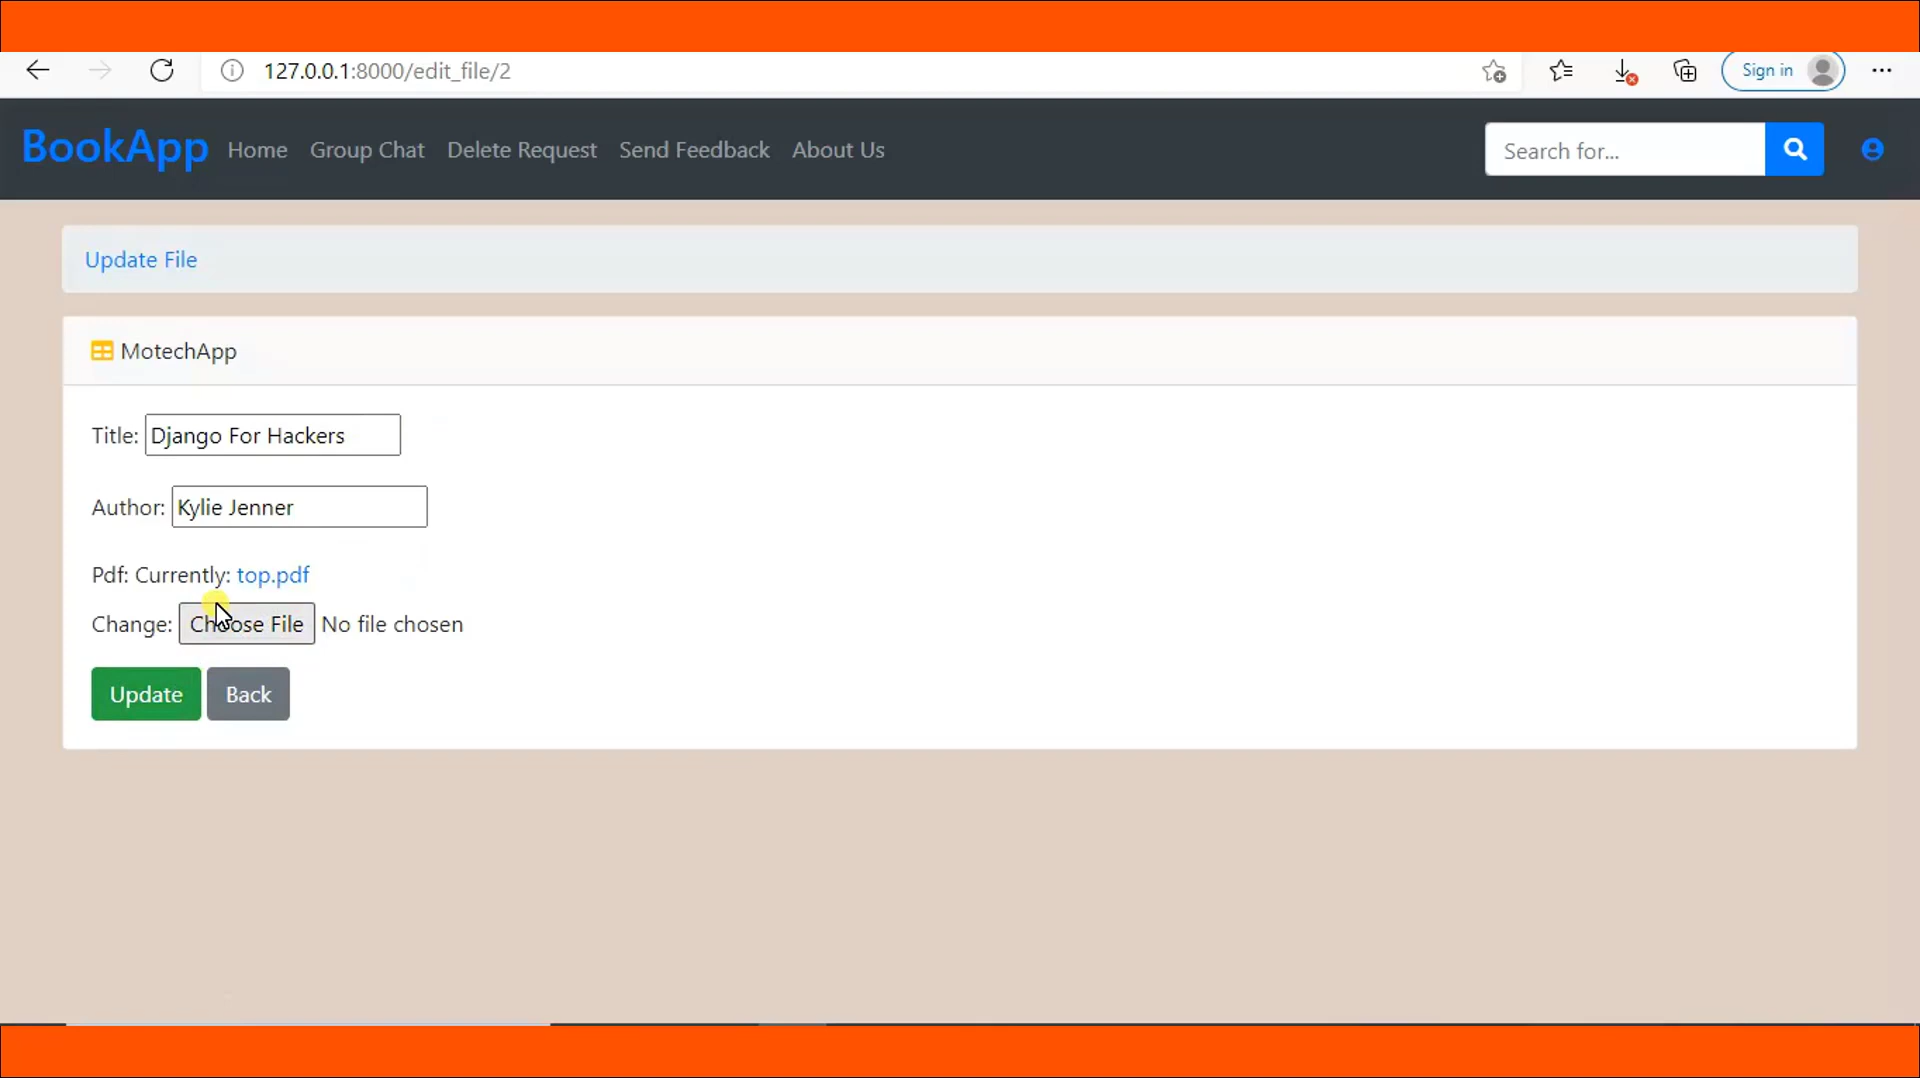 127.0.0.1:8000/edit_file/2
Sign in
BookApp Home Group Chat Delete Request Send Feedback About Us Search for...
Update File
MotechApp
Title: Django For Hackers
Author: Kylie Jenner
Pdf: Currently: top.pdf
Change: Choose File No file chosen
Update Back